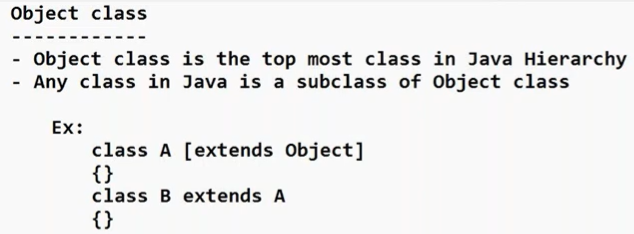 Object class
------------
- Object class is the top most class in Java Hierarchy
- Any class in Java is a subclass of Object class
Ex:
class A [extends Object]
{}
class B extends A
{}